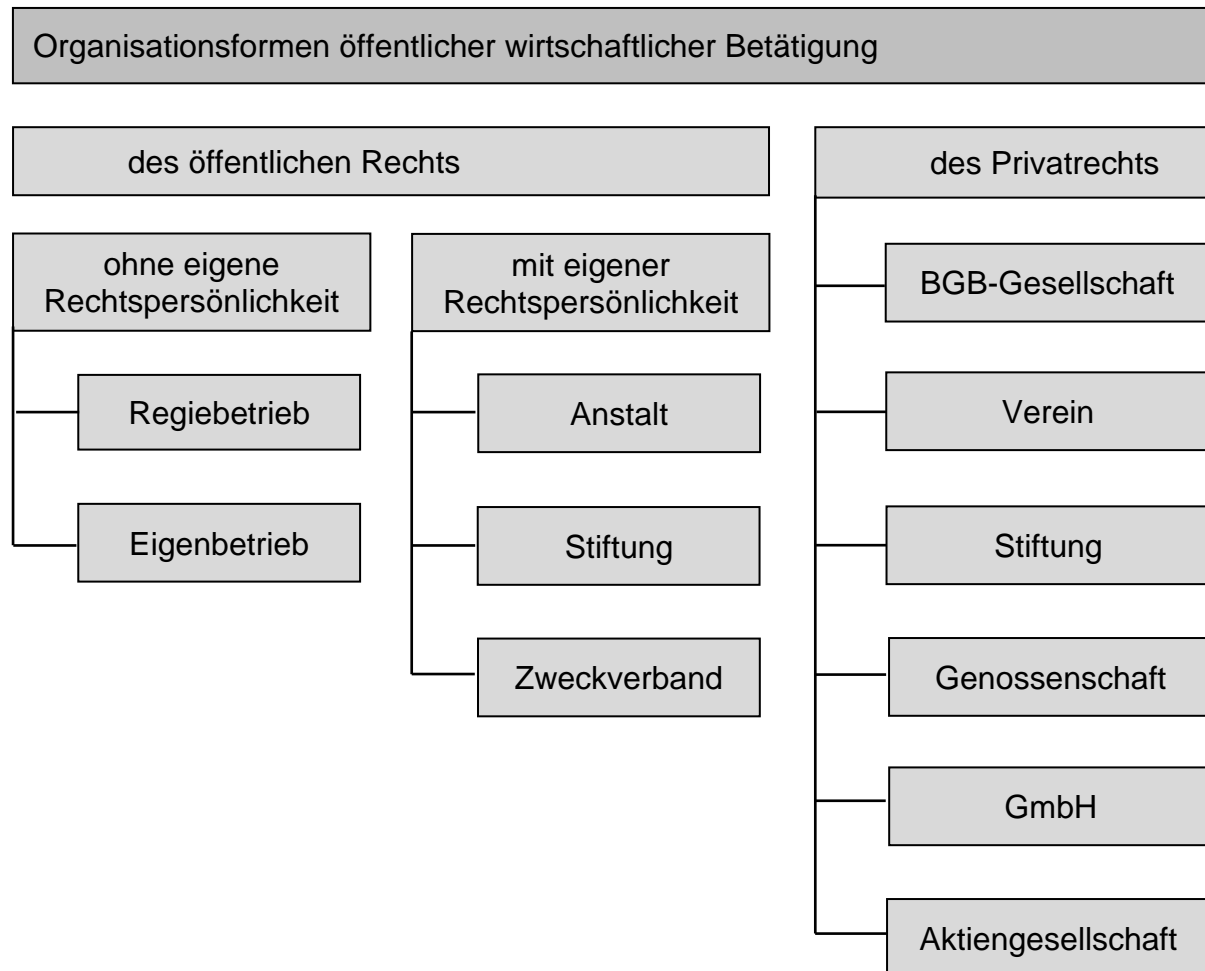 Organisationsformen öffentlicher wirtschaftlicher Betätigung
des öffentlichen Rechts
ohne eigene
Rechtspersönlichkeit
Regiebetrieb
Eigenbetrieb
mit eigener
Rechtspersönlichkeit
Anstalt
Stiftung
Zweckverband
des Privatrechts
BGB-Gesellschaft
Verein
Stiftung
Genossenschaft
GmbH
Aktiengesellschaft